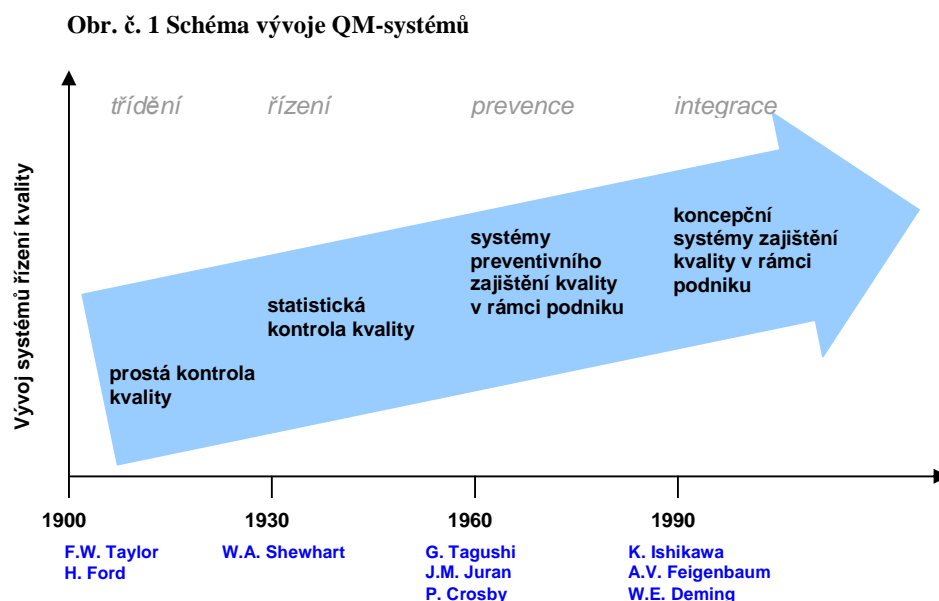 Obr. č. 1 Schéma vývoje QM-systémů
třídění
řízení
prevence
integrace
Vývoj systémů řízení kvality
prostá kontrola
kvality
statistická
kontrola kvality
systémy
preventivního
zajištění kvality
v rámci podniku
koncepční
systémy zajištění
kvality v rámci
podniku
1900
1930
1960
1990
F.W. Taylor
H. Ford
W.A. Shewhart
G. Tagushi
J.M. Juran
P. Crosby
K. Ishikawa
A.V. Feigenbaum
W.E. Deming